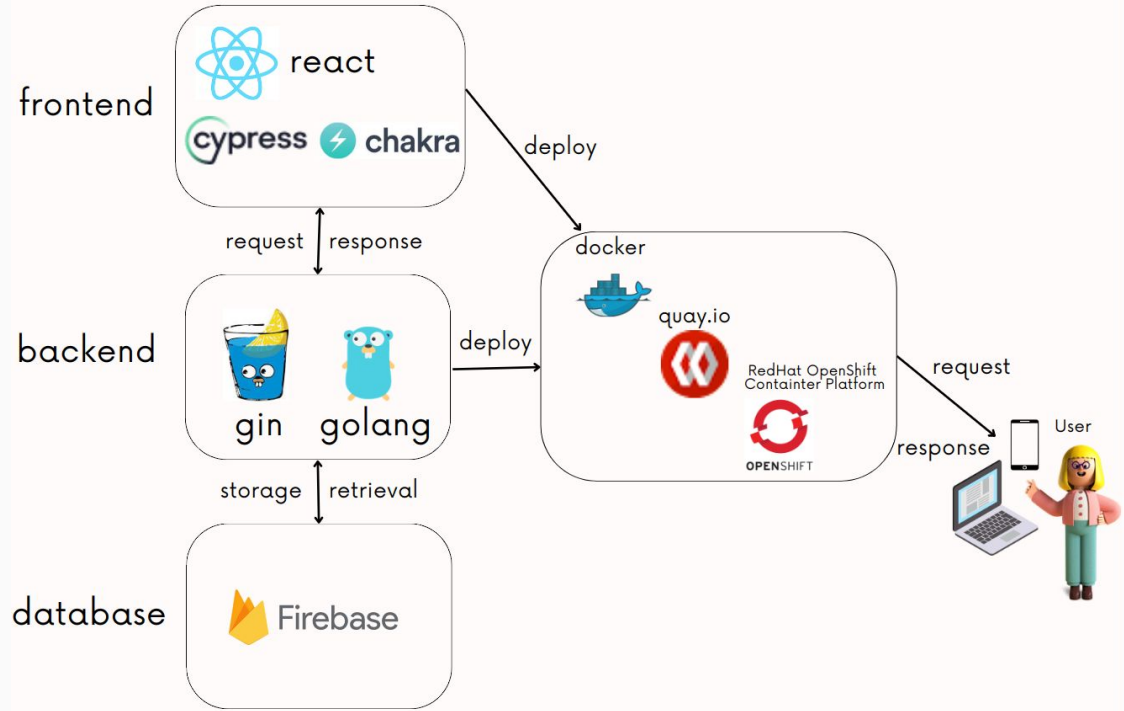 frontend
react
cypress
chakra
deploy
request
response
backend
gin
golang
deploy
docker
quay.io
RedHat OpenShift
Containter Platform
OPENSHIFT
request
response
User
storage
retrieval
database
Firebase